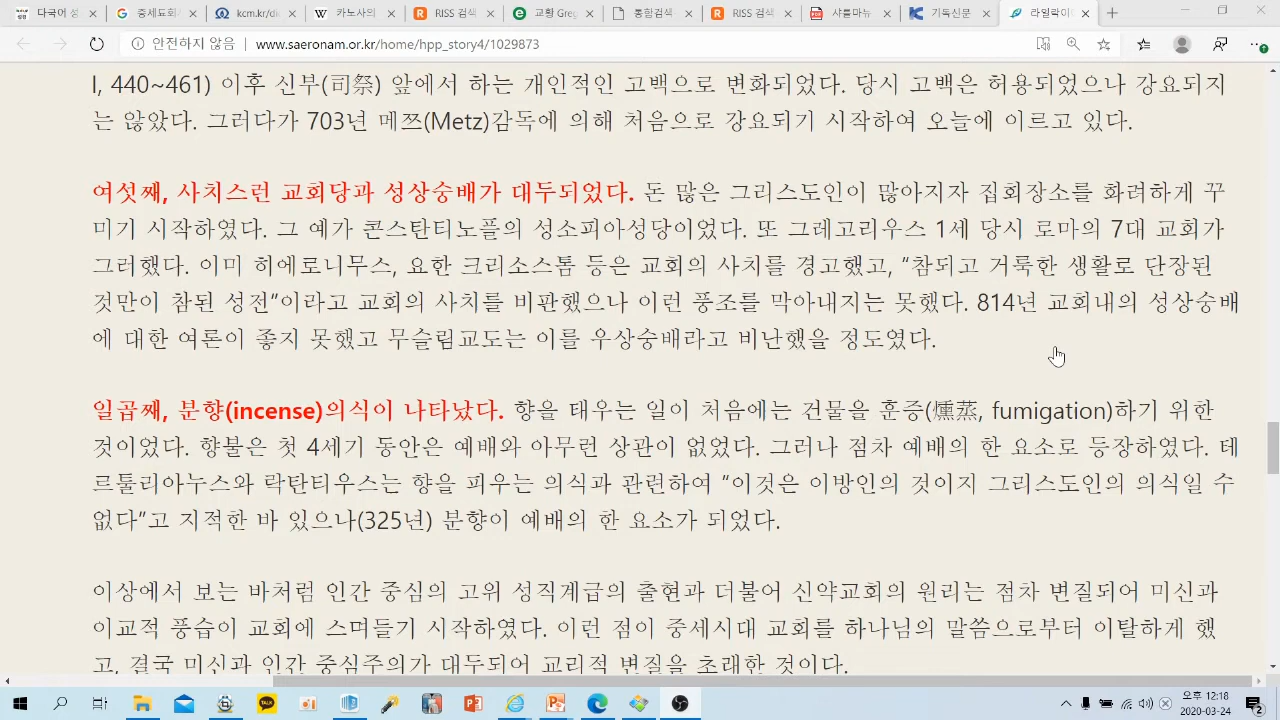 다국어 성
중세교회사
kcm.kr/dic
카노사의
RISS 검색
교황 Greg
통합검색
RISS 검색
사를마뉴
기독신문
라일락이
안전하지 않음
www.saeronam.or.kr/home/hpp_story4/1029873
I, 440~461) 이후 신부(司祭) 앞에서 하는 개인적인 고백으로 변화되었다. 당시 고백은 허용되었으나 강요되지
는 않았다. 그러다가 703년 메쯔(Metz)감독에 의해 처음으로 강요되기 시작하여 오늘에 이르고 있다.
여섯째, 사치스런 교회당과 성상숭배가 대두되었다. 돈 많은 그리스도인이 많아지자 집회장소를 화려하게 꾸
미기 시작하였다. 그 예가 콘스탄티노플의 성소피아성당이었다. 또 그레고리우스 1세 당시 로마의 7대 교회가
그러했다. 이미 히에로니무스, 요한 크리소스톰 등은 교회의 사치를 경고했고, “참되고 거룩한 생활로 단장된
것만이 참된 성전”이라고 교회의 사치를 비판했으나 이런 풍조를 막아내지는 못했다. 814년 교회내의 성상숭배
에 대한 여론이 좋지 못했고 무슬림교도는 이를 우상숭배라고 비난했을 정도였다.
일곱째, 분향(incense)의식이 나타났다. 향을 태우는 일이 처음에는 건물을 훈증(燻蒸, fumigation)하기 위한
것이었다. 향불은 첫 4세기 동안은 예배와 아무런 상관이 없었다. 그러나 점차 예배의 한 요소로 등장하였다. 테
르툴리아누스와 락탄티우스는 향을 피우는 의식과 관련하여 “이것은 이방인의 것이지 그리스도인의 의식일 수
없다”고 지적한 바 있으나(325년) 분향이 예배의 한 요소가 되었다.
이상에서 보는 바처럼 인간 중심의 고위 성직계급의 출현과 더불어 신약교회의 원리는 점차 변질되어 미신과
이교적 풍습이 교회에 스며들기 시작하였다. 이런 점이 중세시대 교회를 하나님의 말씀으로부터 이탈하게 했
고, 결국 미신과 인간 중심주의가 대두되어 교리적 변질을 초래한 것이다.
오후 12:18
2020-03-24